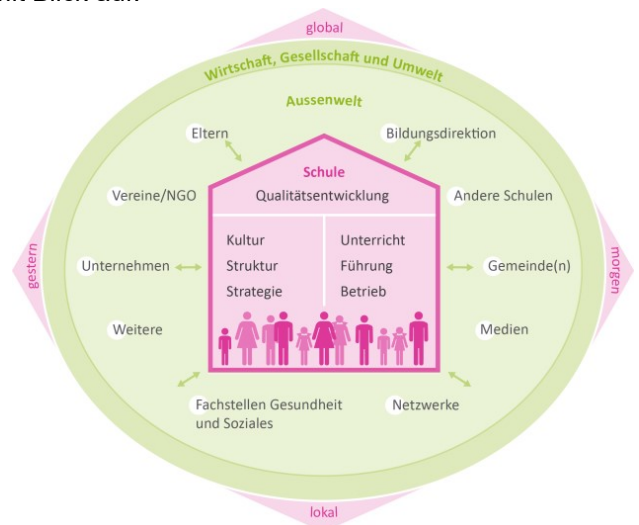 global
Wirtschaft, Gesellschaft und Umwelt
Aussenwelt
Eltern
Bildungsdirektion
Schule
Qualitätsentwicklung
Vereine/NGO
Andere Schulen
Kultur
Unterricht
gestern
Unternehmen
Struktur
Führung
Gemeinde(n)
morgen
Strategie
Betrieb
Weitere
Medien
Fachstellen Gesundheit
und Soziales
Netzwerke
lokal